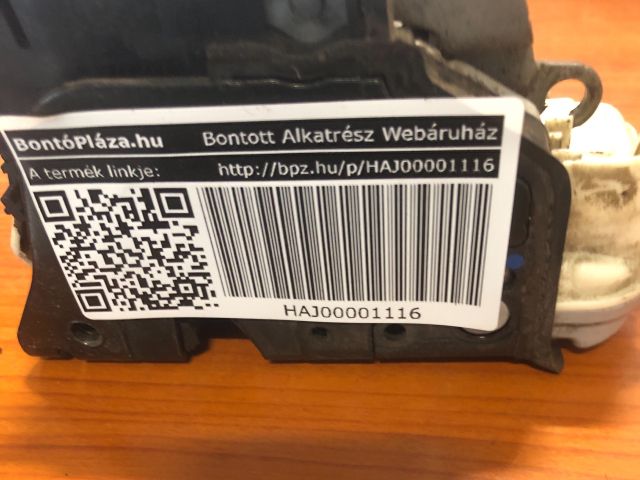 BontóPláza.hu Bontott Alkatrész Webáruház
A termék linkje: http://bpz.hu/p/HAJ00001116
HAJ00001116